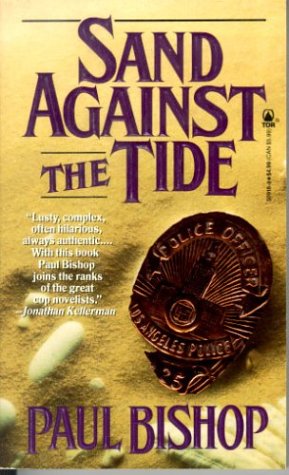 SAND
AGAINST
THE TIDE
TOR
"Lusty, complex,
often hilarious,
always authentic....
With this book
Paul Bishop
joins the ranks
of the great
cop novelists."
-Jonathan Kellerman
POLICE OFFICER
LOS ANGELES POLICE
25
PAUL BISHOP